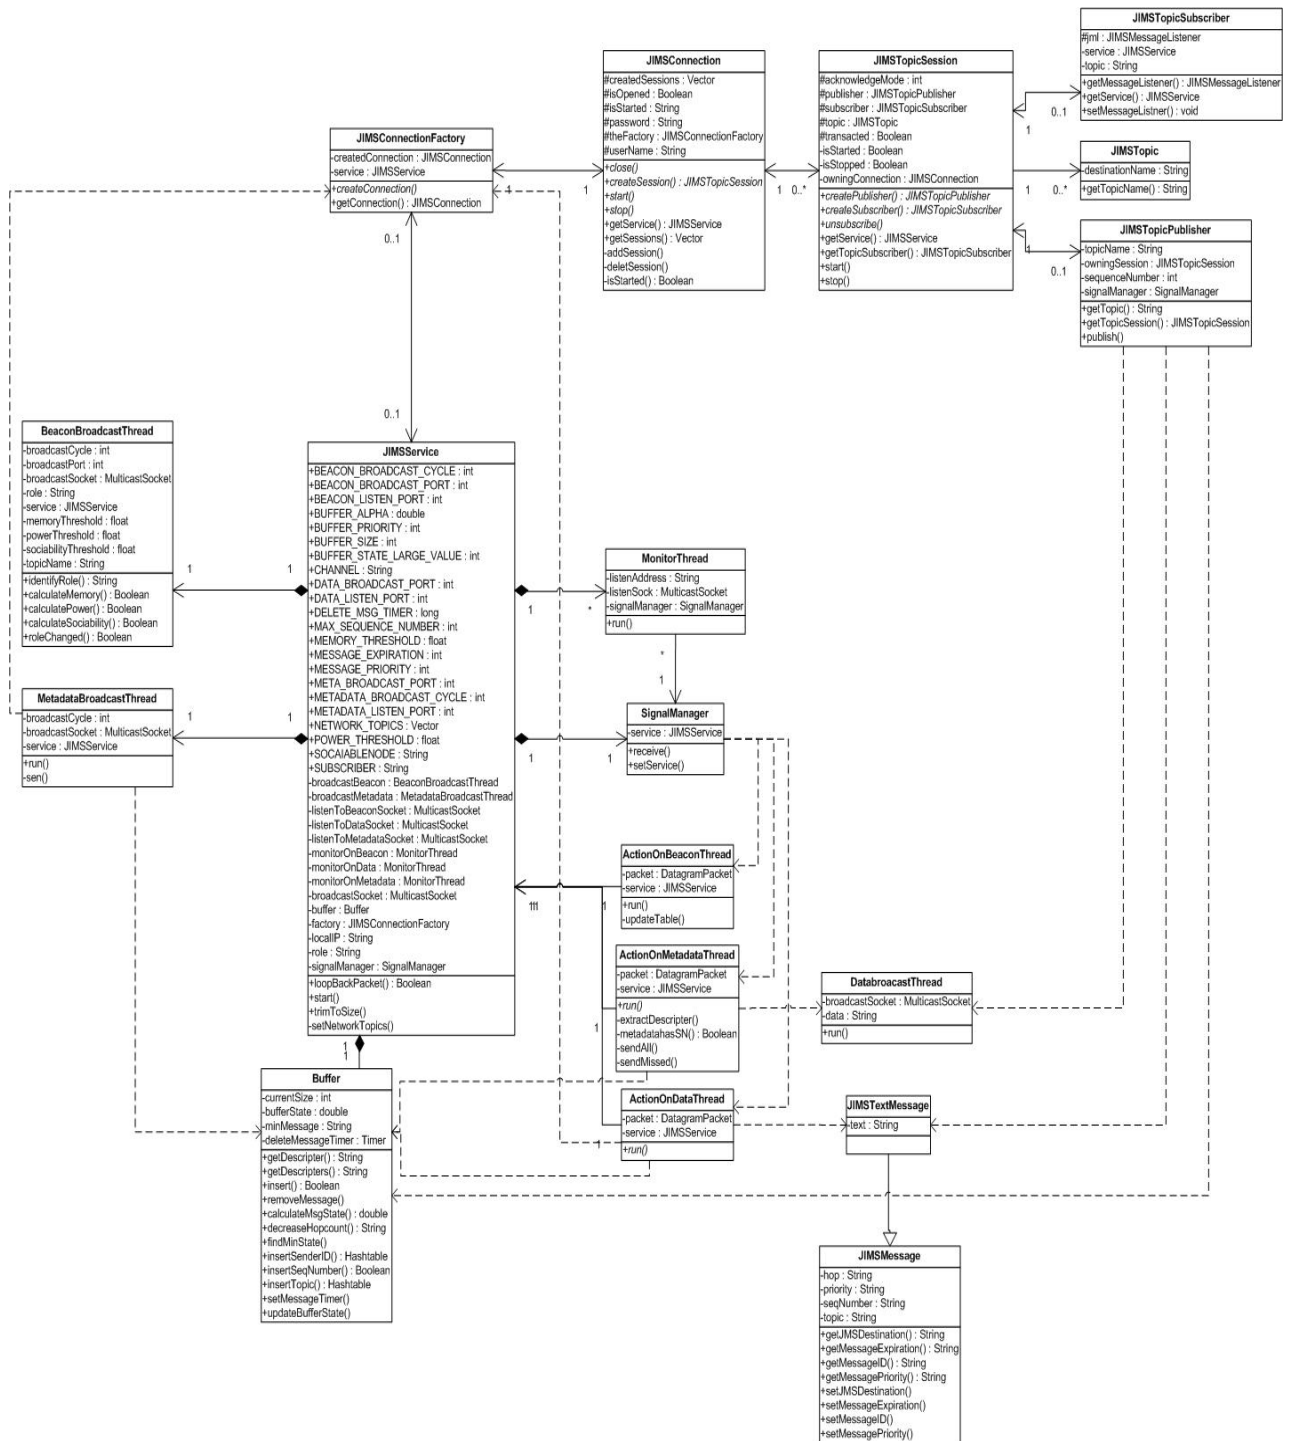 JIMSTopicSubscriber
#jml : JIMSMessageListener
-service : JIMSService
-topic : String
+getMessageListener() : JIMSMessageListener
+getService() : JIMSService
+setMessageListner() : void
JIMSConnection
#createdSessions : Vector
#isOpened : Boolean
#isStarted : String
#password : String
#theFactory : JIMSConnectionFactory
#userName : String
+close()
+createSession() : JIMSTopicSession
+start()
+stop()
+getService() : JIMSService
+getSessions() : Vector
-addSession()
-deletSession()
-isStarted() : Boolean
JIMSTopicSession
#acknowledgeMode : int
#publisher : JIMSTopicPublisher
#subscriber : JIMSTopicSubscriber
#topic : JIMSTopic
#transacted : Boolean
-isStarted : Boolean
-isStopped : Boolean
-owningConnection : JIMSConnection
+createPublisher() : JIMSTopicPublisher
+createSubscriber() : JIMSTopicSubscriber
+unsubscribe()
+getService() : JIMSService
+getTopicSubscriber() : JIMSTopicSubscriber
+start()
+stop()
0..1
1
JIMSTopic
-destinationName : String
+getTopicName() : String
1
0..*
JIMSTopicPublisher
-topicName : String
-owningSession : JIMSTopicSession
-sequenceNumber : int
-signalManager : SignalManager
+getTopic() : String
+getTopicSession() : JIMSTopicSession
+publish()
1
0..1
JIMSConnectionFactory
-createdConnection : JIMSConnection
-service : JIMSService
+createConnection()
+getConnection() : JIMSConnection
1
1
1
0..*
0..1
0..1
BeaconBroadcastThread
-broadcastCycle : int
-broadcastPort : int
-broadcastSocket : MulticastSocket
-role : String
-service : JIMSService
-memoryThreshold : float
-powerThreshold : float
-sociabilityThreshold : float
-topicName : String
+identifyRole() : String
+calculateMemory() : Boolean
+calculatePower() : Boolean
+calculateSociability() : Boolean
+roleChanged() : Boolean
1
1
MetadataBroadcastThread
-broadcastCycle : int
-broadcastSocket : MulticastSocket
-service : JIMSService
+run()
-sen()
1
1
JIMSService
+BEACON_BROADCAST_CYCLE : int
+BEACON_BROADCAST_PORT : int
+BEACON_LISTEN_PORT : int
+BUFFER_ALPHA : double
+BUFFER_PRIORITY : int
+BUFFER_SIZE : int
+BUFFER_STATE_LARGE_VALUE : int
+CHANNEL : String
+DATA_BROADCAST_PORT : int
+DATA_LISTEN_PORT : int
+DELETE_MSG_TIMER : long
+MAX_SEQUENCE_NUMBER : int
+MEMORY_THRESHOLD : float
+MESSAGE_EXPIRATION : int
+MESSAGE_PRIORITY : int
+META_BROADCAST_PORT : int
+METADATA_BROADCAST_CYCLE : int
+METADATA_LISTEN_PORT : int
+NETWORK_TOPICS : Vector
+POWER_THRESHOLD : float
+SOCAIABLENODE : String
+SUBSCRIBER : String
-broadcastBeacon : BeaconBroadcastThread
-broadcastMetadata : MetadataBroadcastThread
-listenToBeaconSocket : MulticastSocket
-listenToDataSocket : MulticastSocket
-listenToMetadataSocket : MulticastSocket
-monitorOnBeacon : MonitorThread
-monitorOnData : MonitorThread
-monitorOnMetadata : MonitorThread
-broadcastSocket : MulticastSocket
-buffer : Buffer
-factory : JIMSConnectionFactory
-localIP : String
-role : String
-signalManager : SignalManager
+loopBackPacket() : Boolean
+start()
+trimToSize()
-setNetworkTopics()
MonitorThread
-listenAddress : String
-listenSock : MulticastSocket
-signalManager : SignalManager
+run()
1
*
*
1
SignalManager
-service : JIMSService
+receive()
+setService()
1
1
ActionOnBeaconThread
-packet : DatagramPacket
-service : JIMSService
+run()
-updateTable()
111
1
ActionOnMetadataThread
-packet : DatagramPacket
-service : JIMSService
+run()
-extractDescripter()
-metadatahasSN() : Boolean
-sendAll()
-sendMissed()
1
DatabroacastThread
-broadcastSocket : MulticastSocket
-data : String
+run()
1
1
Buffer
-currentSize : int
-bufferState : double
-minMessage : String
-deleteMessageTimer : Timer
+getDescripter() : String
+getDescripters() : String
+insert() : Boolean
+removeMessage()
+calculateMsgState() : double
+decreaseHopcount() : String
+findMinState()
+insertSenderID() : Hashtable
+insertSeqNumber() : Boolean
+insertTopic() : Hashtable
+setMessageTimer()
+updateBufferState()
ActionOnDataThread
-packet : DatagramPacket
-service : JIMSService
+run()
1
JIMSTextMessage
-text : String
JIMSMessage
-hop : String
-priority : String
-seqNumber : String
-topic : String
+getJMSDestination() : String
+getMessageExpiration() : String
+getMessageID() : String
+getMessagePriority() : String
+setJMSDestination()
+setMessageExpiration()
+setMessageID()
+setMessagePriority()